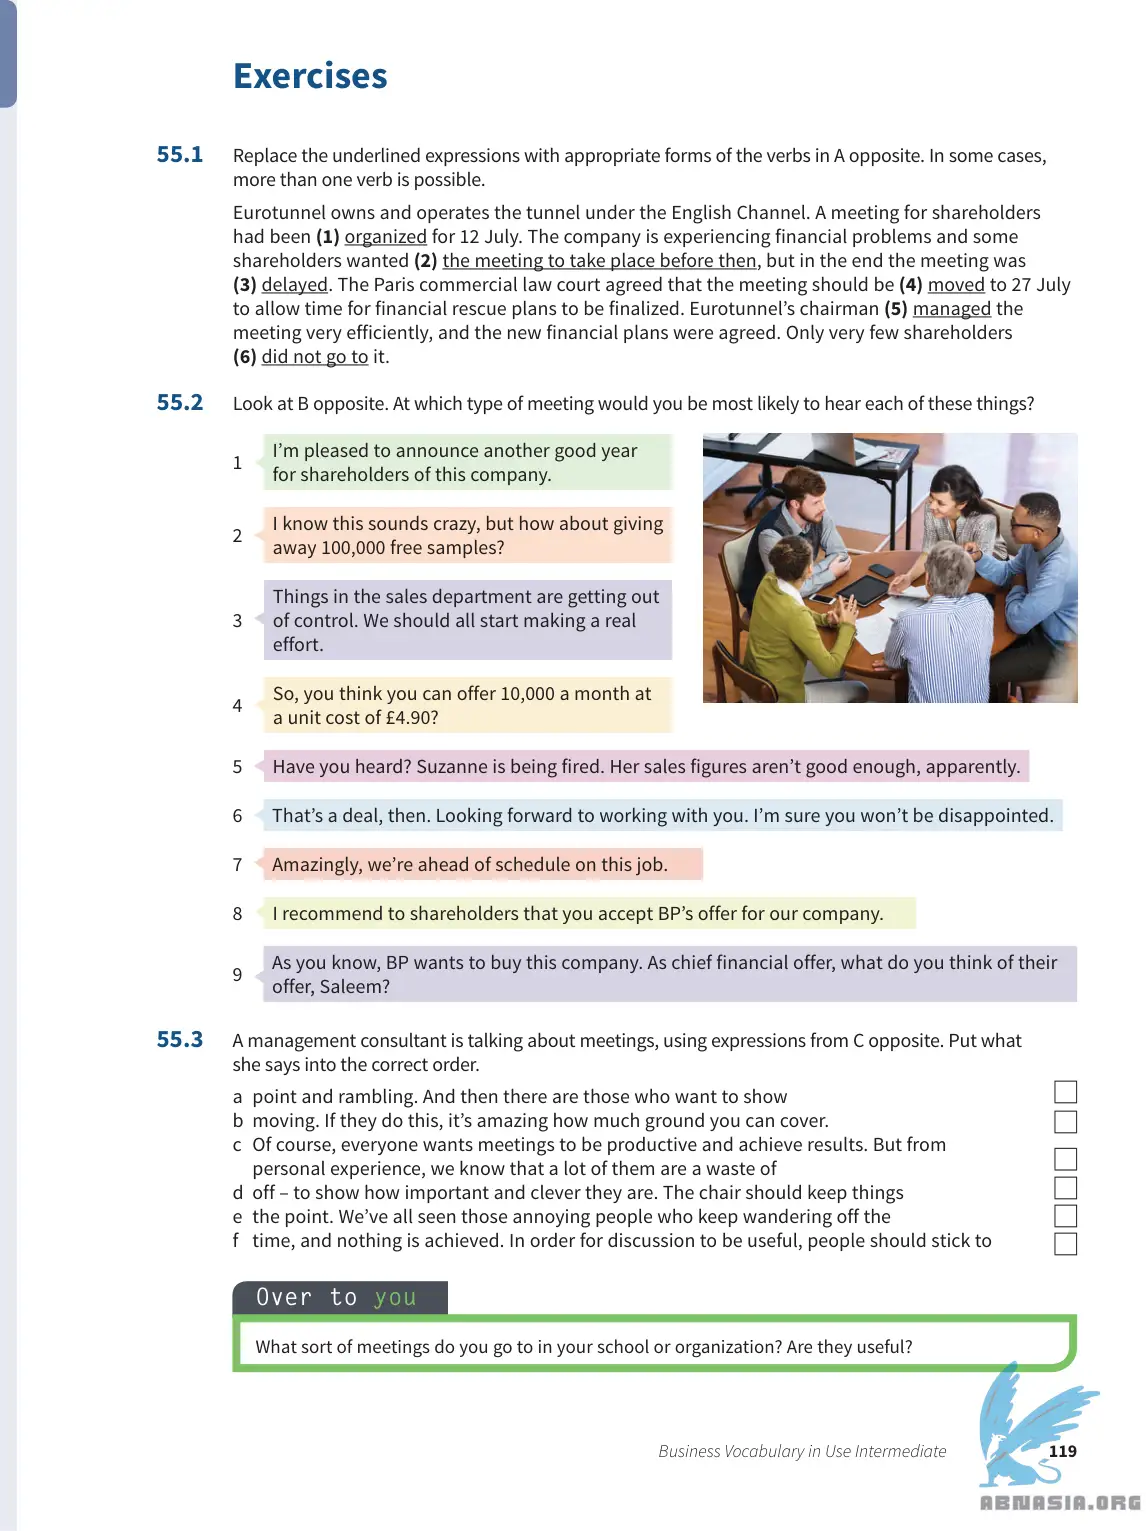 Exercises
55.1 Replace the underlined expressions with appropriate forms of the verbs in A opposite. In some cases,
more than one verb is possible.
Eurotunnel owns and operates the tunnel under the English Channel. A meeting for shareholders
had been (1) organized for 12 July. The company is experiencing financial problems and some
shareholders wanted (2) the meeting to take place before then, but in the end the meeting was
(3) delayed. The Paris commercial law court agreed that the meeting should be (4) moved to 27 July
to allow time for financial rescue plans to be finalized. Eurotunnel's chairman (5) managed the
meeting very efficiently, and the new financial plans were agreed. Only very few shareholders
(6) did not go to it.
55.2 Look at B opposite. At which type of meeting would you be most likely to hear each of these things?
1 I'm pleased to announce another good year
for shareholders of this company.
2 I know this sounds crazy, but how about giving
away 100,000 free samples?
3 Things in the sales department are getting out
of control. We should all start making a real
effort.
4 So, you think you can offer 10,000 a month at
a unit cost of £4.90?
5 Have you heard? Suzanne is being fired. Her sales figures aren't good enough, apparently.
6 That's a deal, then. Looking forward to working with you. I'm sure you won't be disappointed.
7 Amazingly, we're ahead of schedule on this job.
8 I recommend to shareholders that you accept BP's offer for our company.
9 As you know, BP wants to buy this company. As chief financial offer, what do you think of their
offer, Saleem?
55.3 A management consultant is talking about meetings, using expressions from C opposite. Put what
she says into the correct order.
a point and rambling. And then there are those who want to show
b moving. If they do this, it's amazing how much ground you can cover.
c Of course, everyone wants meetings to be productive and achieve results. But from
personal experience, we know that a lot of them are a waste of
d off – to show how important and clever they are. The chair should keep things
e the point. We've all seen those annoying people who keep wandering off the
f time, and nothing is achieved. In order for discussion to be useful, people should stick to
Over to you
What sort of meetings do you go to in your school or organization? Are they useful?
Business Vocabulary in Use Intermediate 119
ABNASIA.ORG